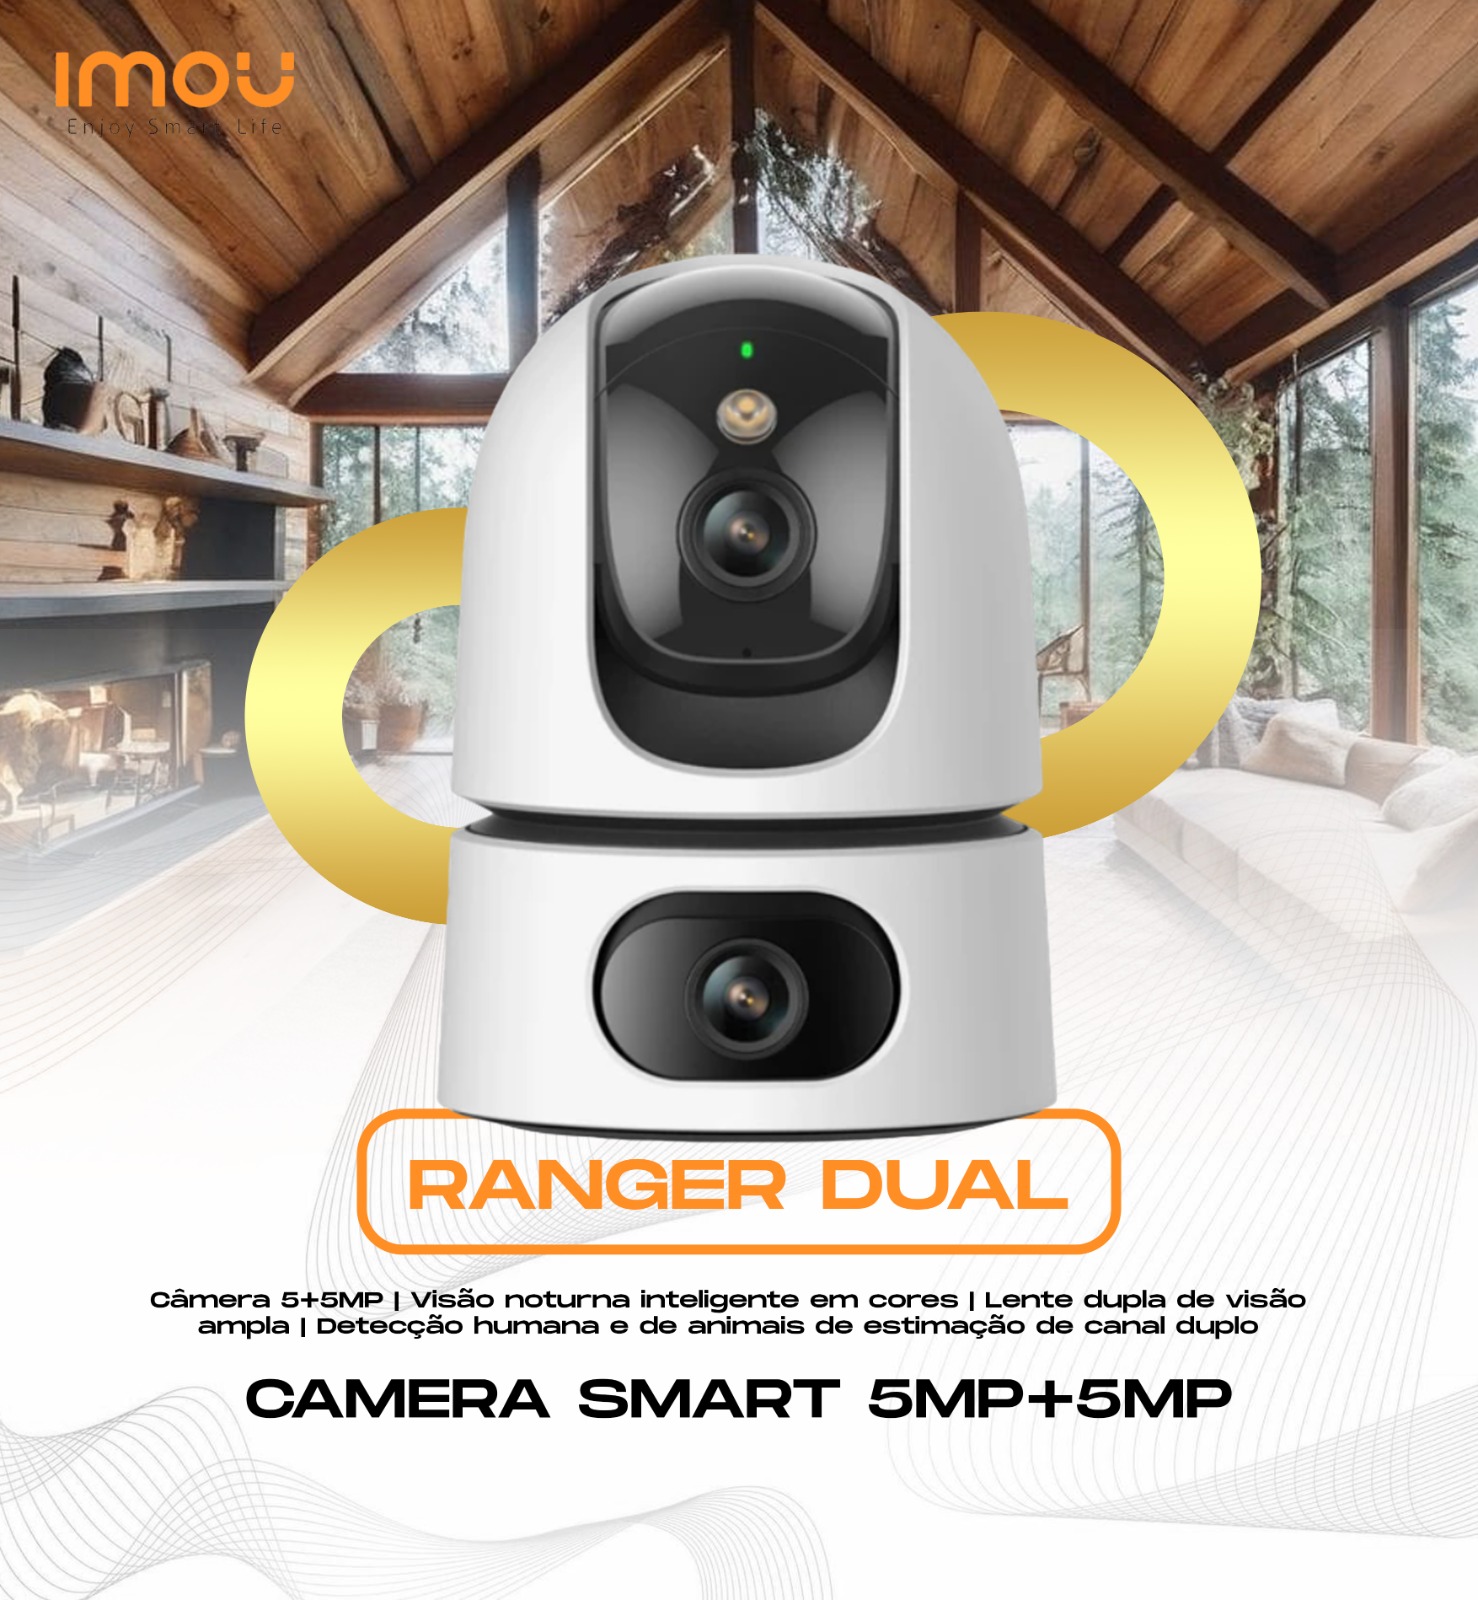 imou
Enjoy Smart Life
RANGER DUAL
Câmera 5+5MP | Visão noturna inteligente em cores | Lente dupla de visão
ampla | Detecção humana e de animais de estimação de canal duplo
CAMERA SMART 5MP+5MP